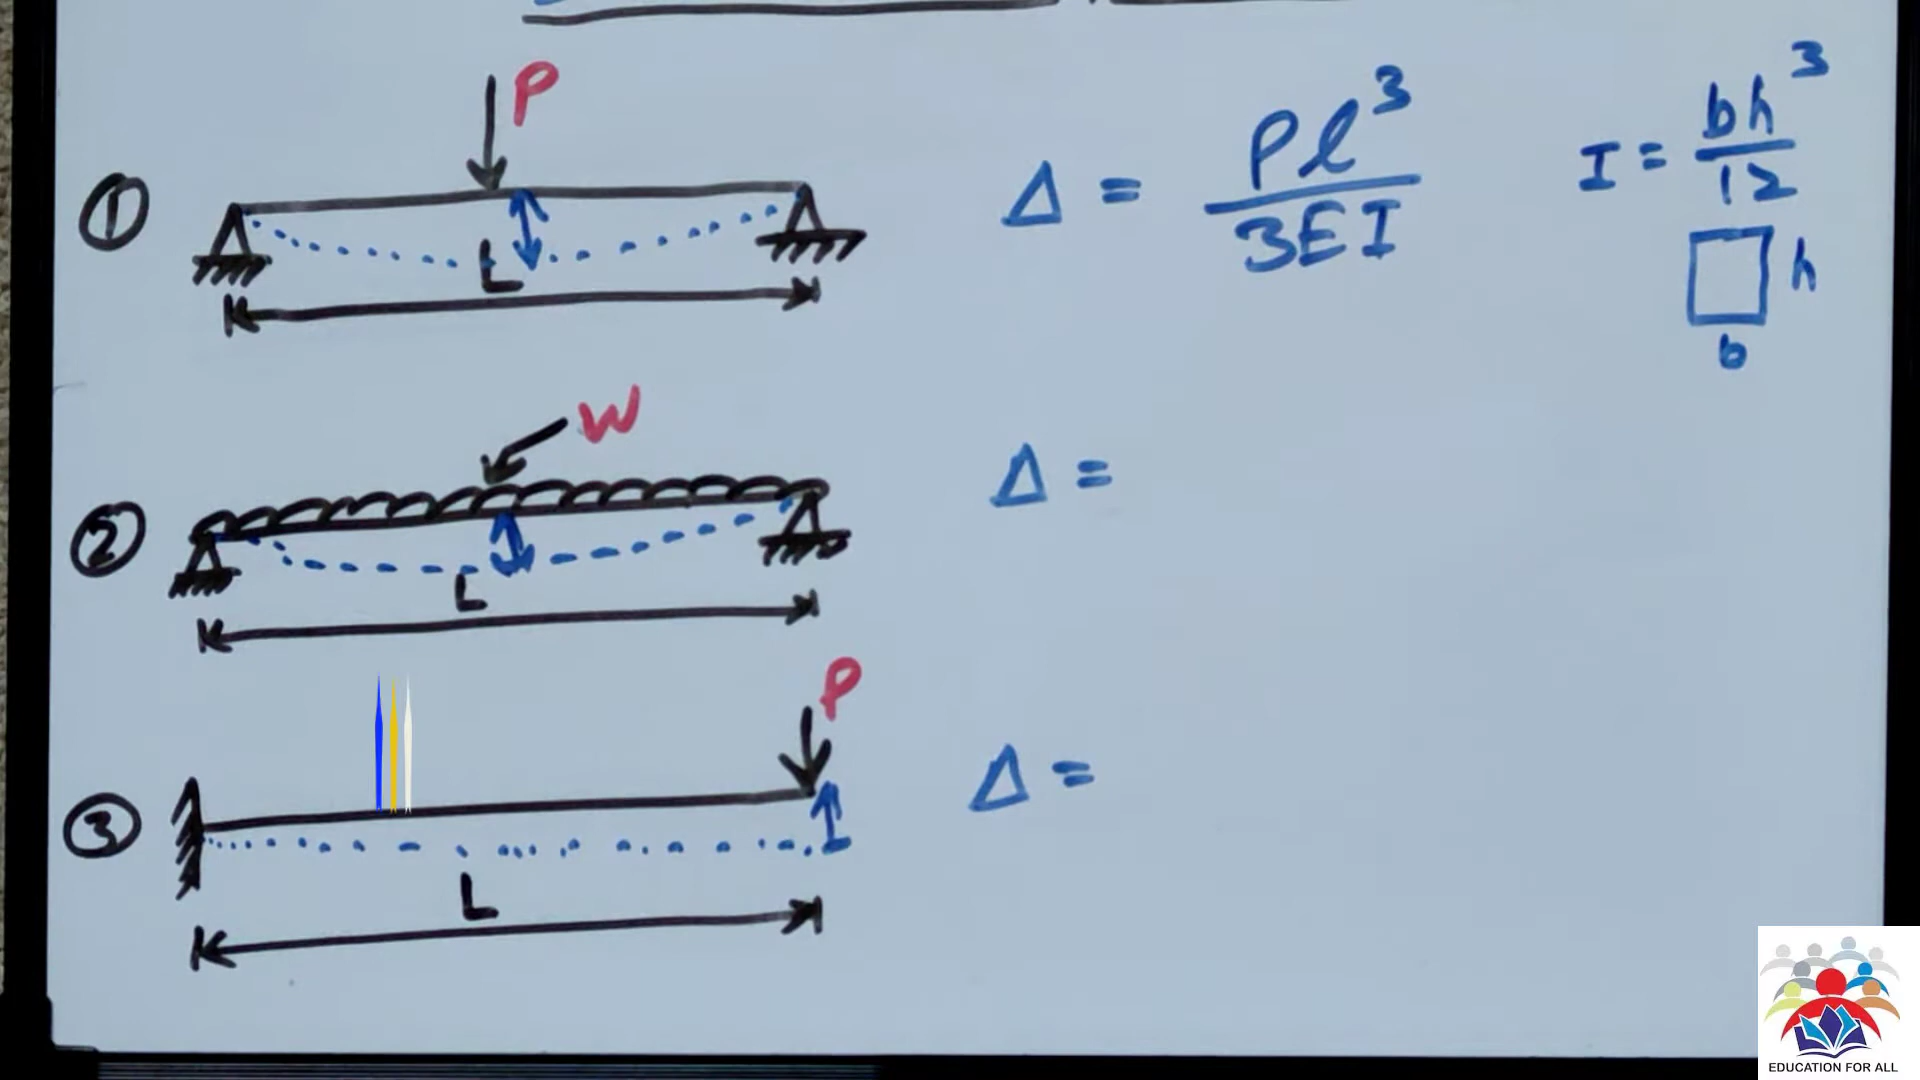 ① P L Δ = Pl³/3EI I = bh³/12
h
b
② W L Δ =
③ P L Δ =
EDUCATION FOR ALL